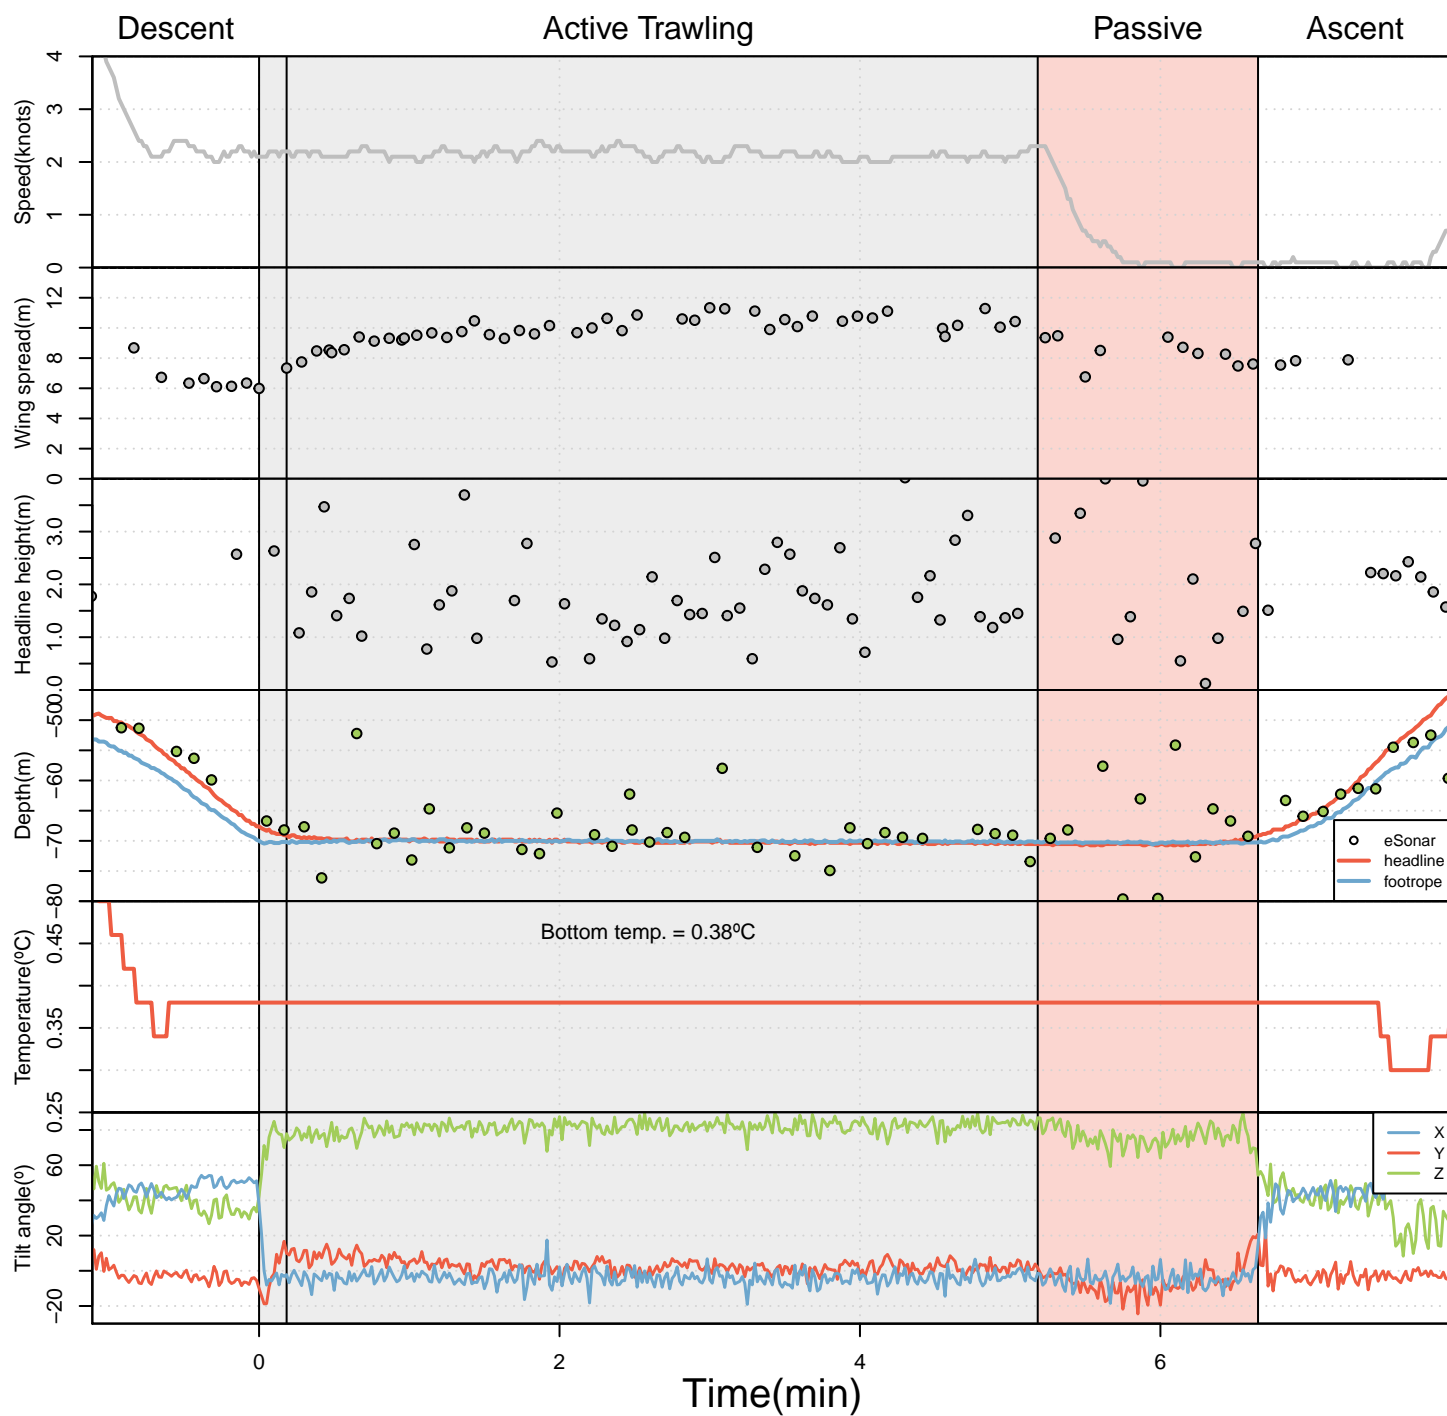 Descent Active Trawling Passive Ascent
Speed(knots)
4
3
2
1
0
Wing spread(m)
12
8
6
4
2
0
Headline height(m)
3.0
2.0
1.0
0.0
Depth(m)
−50
−60
−70
−80
eSonar
headline
footrope
Temperature(ºC)
0.45
0.35
0.25
Bottom temp. = 0.38ºC
Tilt angle(º)
60
20
−20
X
Y
Z
0 2 4 6
Time(min)